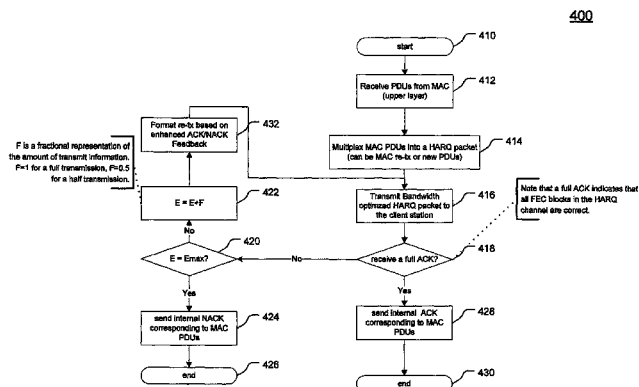 400
start
410
Receive PDUs from MAC
(upper layer)
412
Multiplex MAC PDUs into a HARQ packet
(can be MAC re-tx or new PDUs)
414
Transmit Bandwidth
optimized HARQ packet to
the client station
416
Note that a full ACK indicates that
all FEC blocks in the HARQ
channel are correct.
receive a full ACK?
418
No
Yes
send internal ACK
corresponding to MAC
PDUs
428
end
430
E = Emax?
420
No
Yes
E = E+F
422
Format re-tx based on
enhanced ACK/NACK
Feedback
432
F is a fractional representation of
the amount of transmit information.
F=1 for a full transmission, F=0.5
for a half transmission.
send internal NACK
corresponding to MAC
PDUs
424
end
426